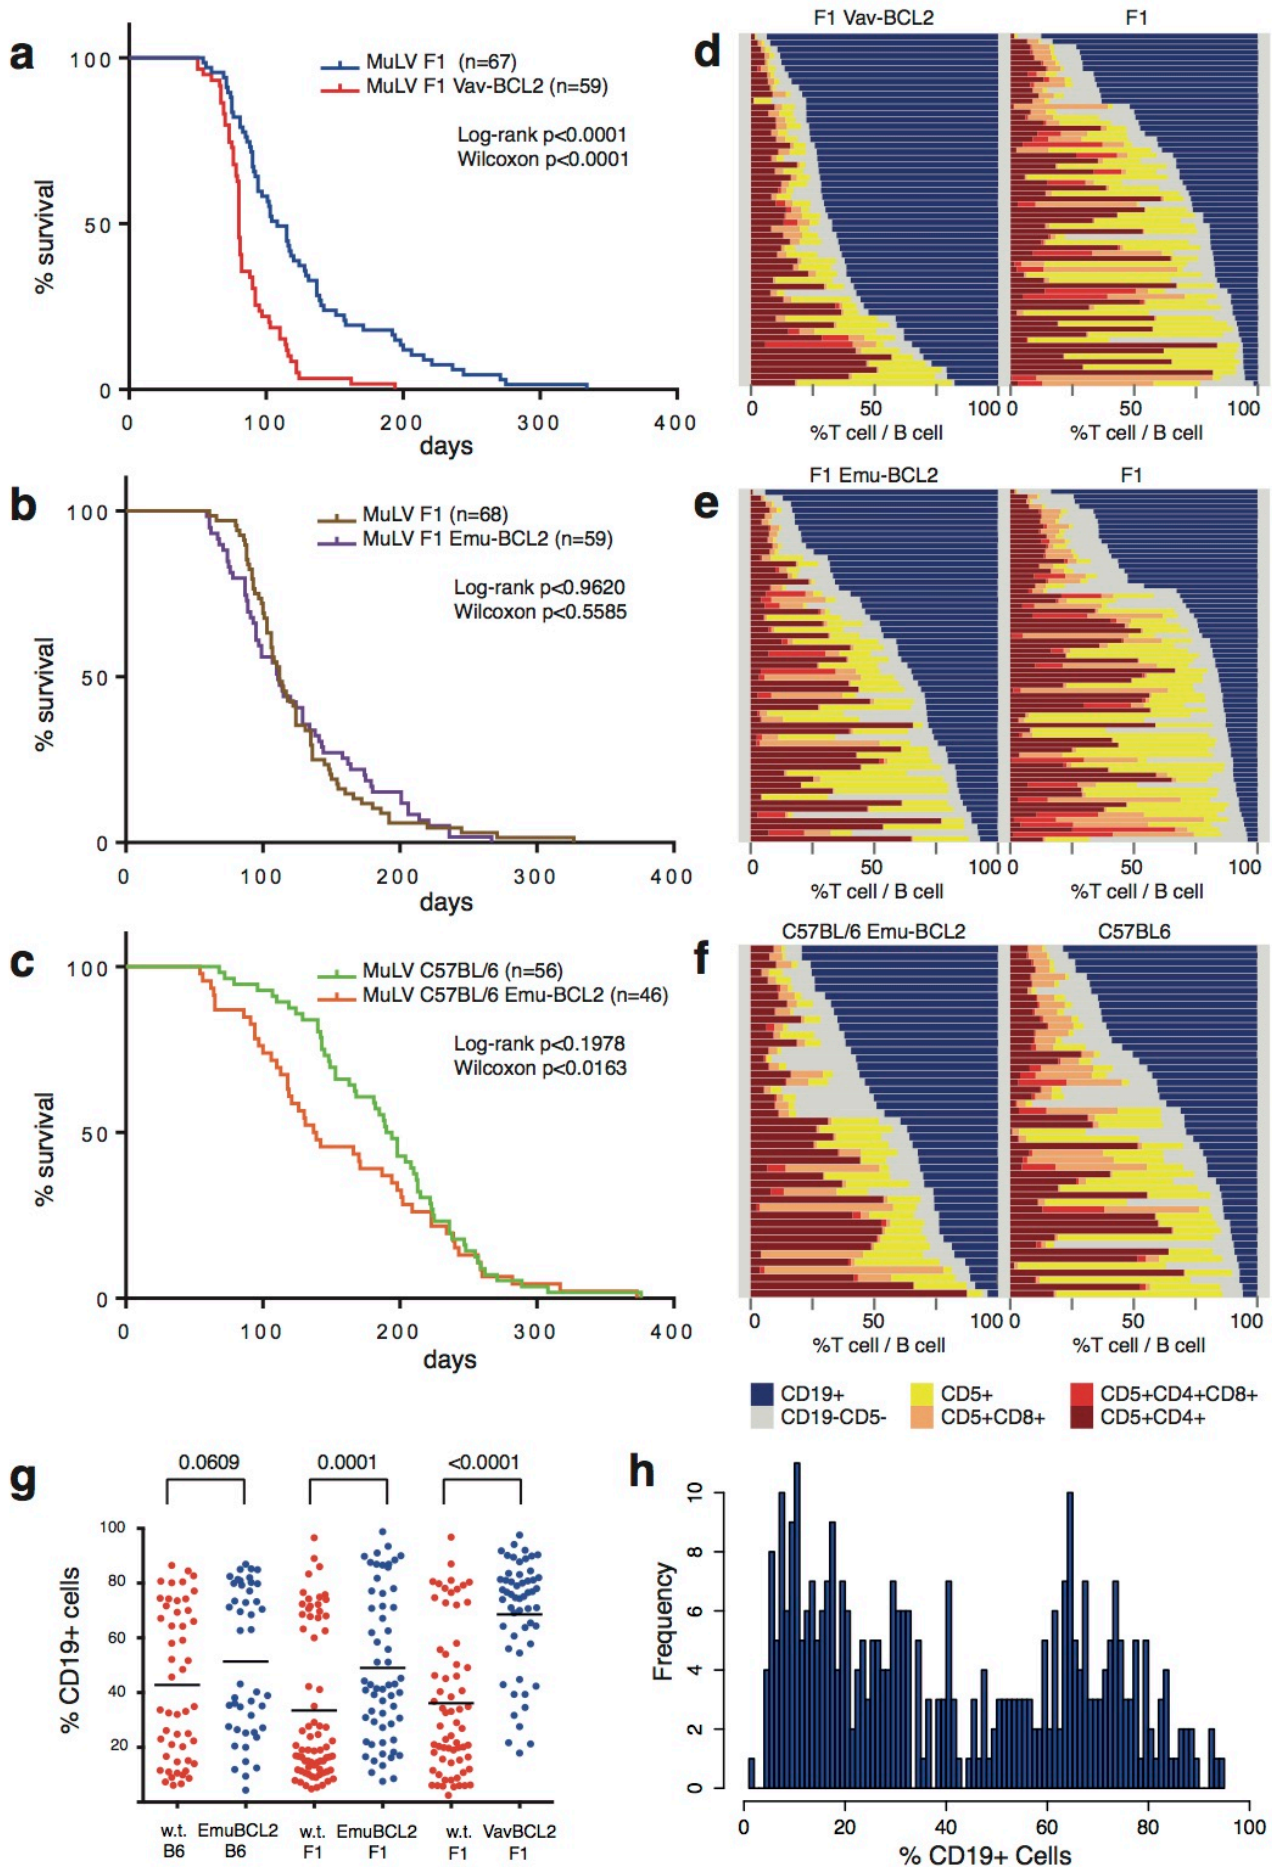 a
100
50
0
% survival
MuLV F1 (n=67)
MuLV F1 Vav-BCL2 (n=59)
Log-rank p<0.0001
Wilcoxon p<0.0001
0 100 200 300 400
days
d
F1 Vav-BCL2 F1
0 50 100 0 50 100
%T cell / B cell %T cell / B cell
b
100
50
0
% survival
MuLV F1 (n=68)
MuLV F1 Emu-BCL2 (n=59)
Log-rank p<0.9620
Wilcoxon p<0.5585
0 100 200 300 400
days
e
F1 Emu-BCL2 F1
0 50 100 0 50 100
%T cell / B cell %T cell / B cell
c
100
50
0
% survival
MuLV C57BL/6 (n=56)
MuLV C57BL/6 Emu-BCL2 (n=46)
Log-rank p<0.1978
Wilcoxon p<0.0163
0 100 200 300 400
days
f
C57BL/6 Emu-BCL2 C57BL6
0 50 100 0 50 100
%T cell / B cell %T cell / B cell
CD19+ CD5+ CD5+CD4+CD8+
CD19-CD5- CD5+CD8+ CD5+CD4+
g
0.0609 0.0001 <0.0001
100
80
60
40
20
% CD19+ cells
w.t. EmuBCL2 w.t. EmuBCL2 w.t. VavBCL2
B6 B6 F1 F1 F1 F1
h
10
8
6
4
2
0
Frequency
0 20 40 60 80 100
% CD19+ Cells